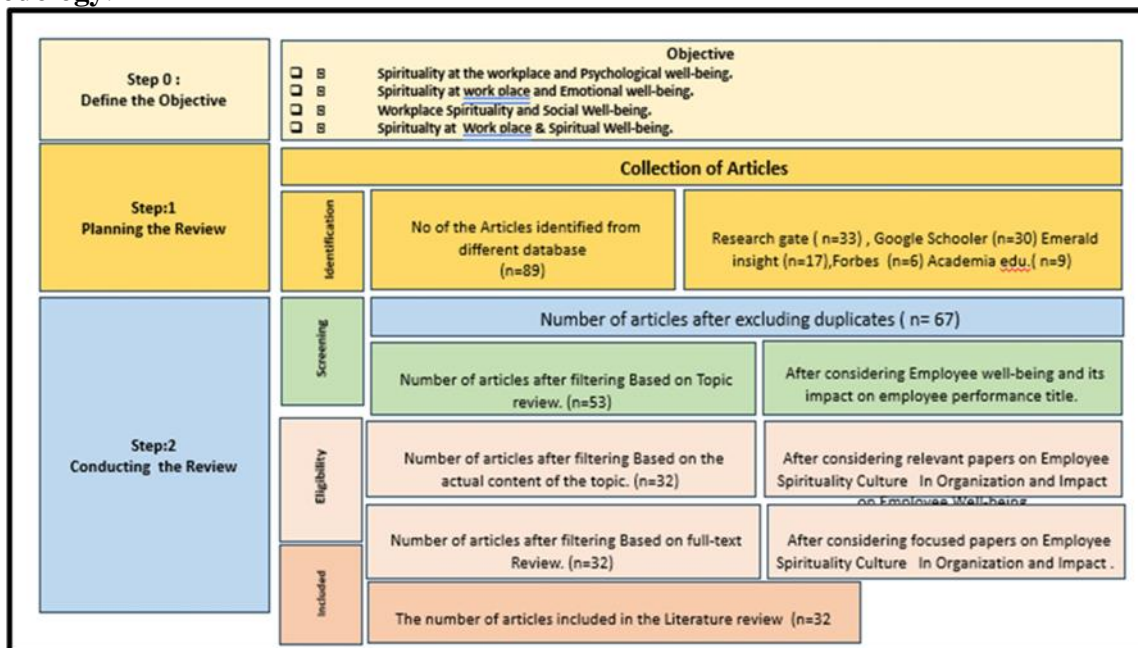 Step 0 :
Define the Objective
Objective
Spirituality at the workplace and Psychological well-being.
Spirituality at work place and Emotional well-being.
Workplace Spirituality and Social Well-being.
Spiritualty at Work place & Spiritual Well-being.
Step:1
Planning the Review
Collection of Articles
Identification
No of the Articles identified from
different database
(n=89)
Research gate ( n=33) , Google Schooler (n=30) Emerald
insight (n=17),Forbes (n=6) Academia edu.( n=9)
Step:2
Conducting the Review
Screening
Number of articles after excluding duplicates ( n= 67)
Number of articles after filtering Based on Topic
review. (n=53)
After considering Employee well-being and its
impact on employee performance title.
Eligibility
Number of articles after filtering Based on the
actual content of the topic. (n=32)
After considering relevant papers on Employee
Spirituality Culture In Organization and Impact
on Employee Well-being
Number of articles after filtering Based on full-text
Review. (n=32)
After considering focused papers on Employee
Spirituality Culture In Organization and Impact .
Included
The number of articles included in the Literature review (n=32